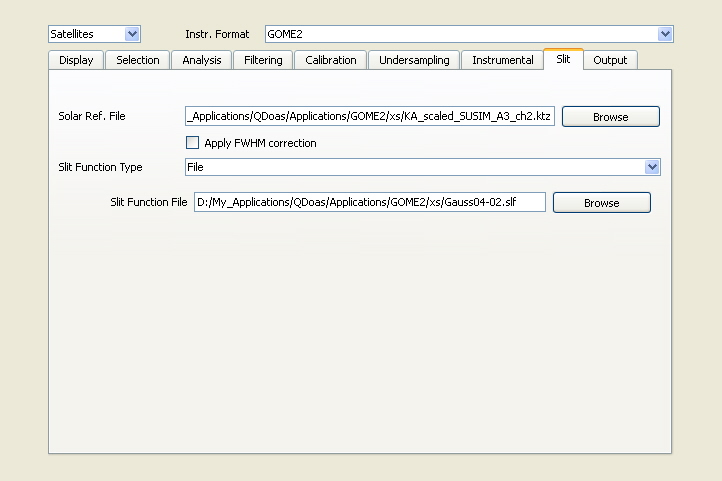 Satellites Instr. Format GOME2
Display Selection Analysis Filtering Calibration Undersampling Instrumental Slit Output
Solar Ref. File _Applications/QDoas/Applications/GOME2/xs/KA_scaled_SUSIM_A3_ch2.ktz Browse
Apply FWHM correction
Slit Function Type File
Slit Function File D:/My_Applications/QDoas/Applications/GOME2/xs/Gauss04-02.slf Browse